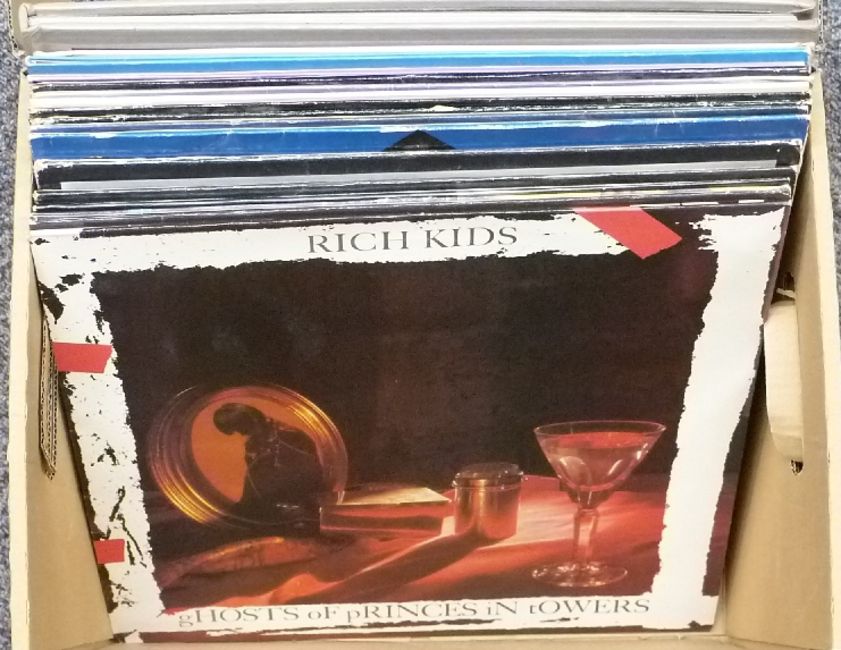 RICH KIDS
gHOSTS oF pRINCES iN tOWERS